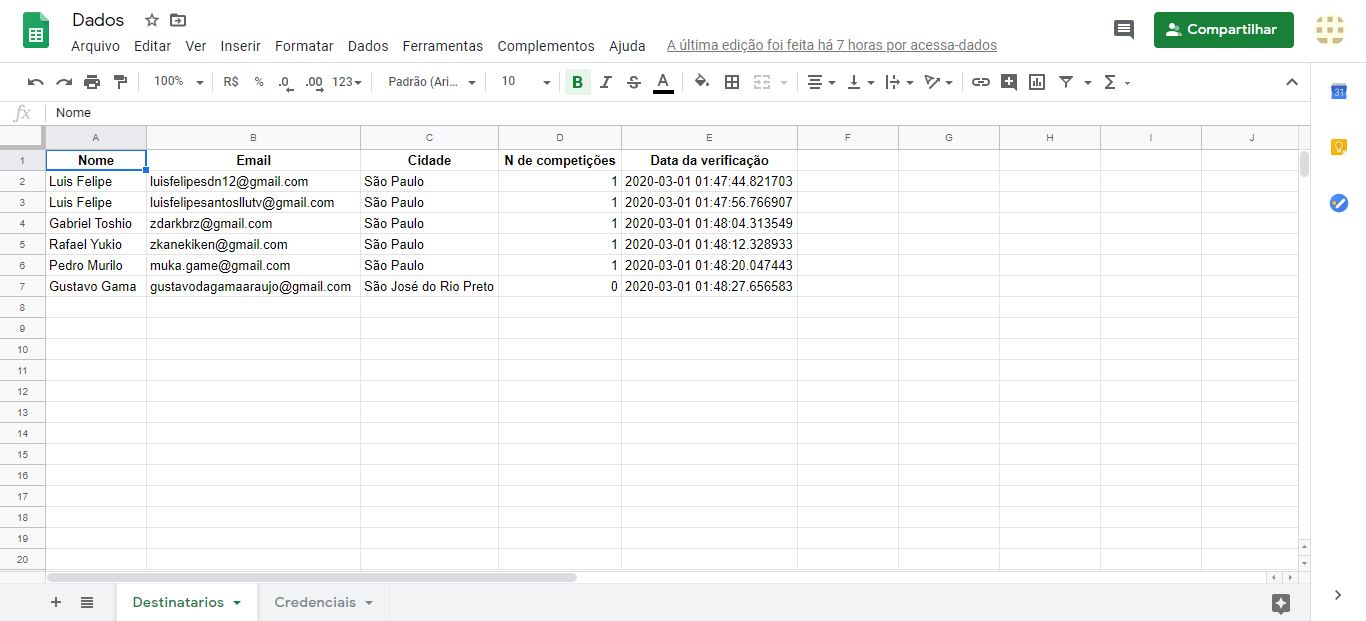 Dados
Arquivo Editar Ver Inserir Formatar Dados Ferramentas Complementos Ajuda A última edição foi feita há 7 horas por acessa-dados
Compartilhar
100% R$ % .0 .00 123 Padrão (Ari... 10 B I S A Σ
31
fx Nome
A B C D E F G H I J
1 Nome Email Cidade N de competições Data da verificação
2 Luis Felipe luisfelipesdn12@gmail.com São Paulo 1 2020-03-01 01:47:44.821703
3 Luis Felipe luisfelipesantosllutv@gmail.com São Paulo 1 2020-03-01 01:47:56.766907
4 Gabriel Toshio zdarkbrz@gmail.com São Paulo 1 2020-03-01 01:48:04.313549
5 Rafael Yukio zkanekiken@gmail.com São Paulo 1 2020-03-01 01:48:12.328933
6 Pedro Murilo muka.game@gmail.com São Paulo 1 2020-03-01 01:48:20.047443
7 Gustavo Gama gustavodagamaaraujo@gmail.com São José do Rio Preto 0 2020-03-01 01:48:27.656583
8
9
10
11
12
13
14
15
16
17
18
19
20
Destinatarios Credenciais